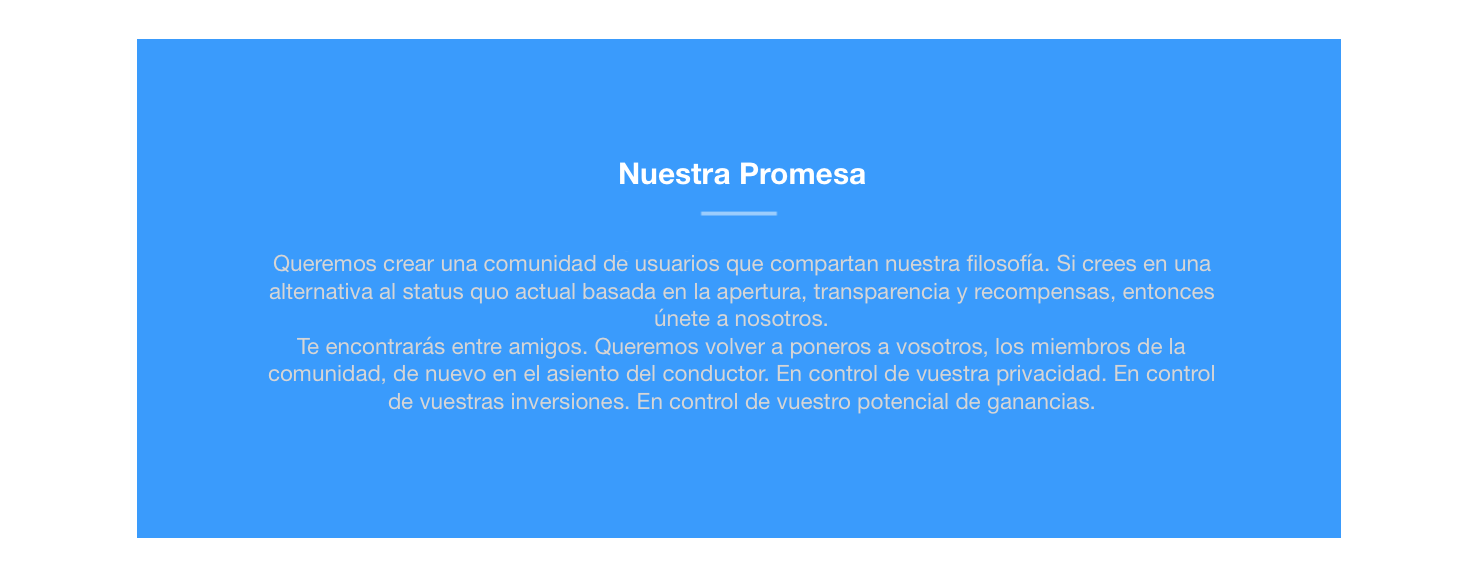 Nuestra Promesa
Queremos crear una comunidad de usuarios que compartan nuestra filosofía. Si crees en una
alternativa al status quo actual basada en la apertura, transparencia y recompensas, entonces
únete a nosotros.
Te encontrarás entre amigos. Queremos volver a poneros a vosotros, los miembros de la
comunidad, de nuevo en el asiento del conductor. En control de vuestra privacidad. En control
de vuestras inversiones. En control de vuestro potencial de ganancias.